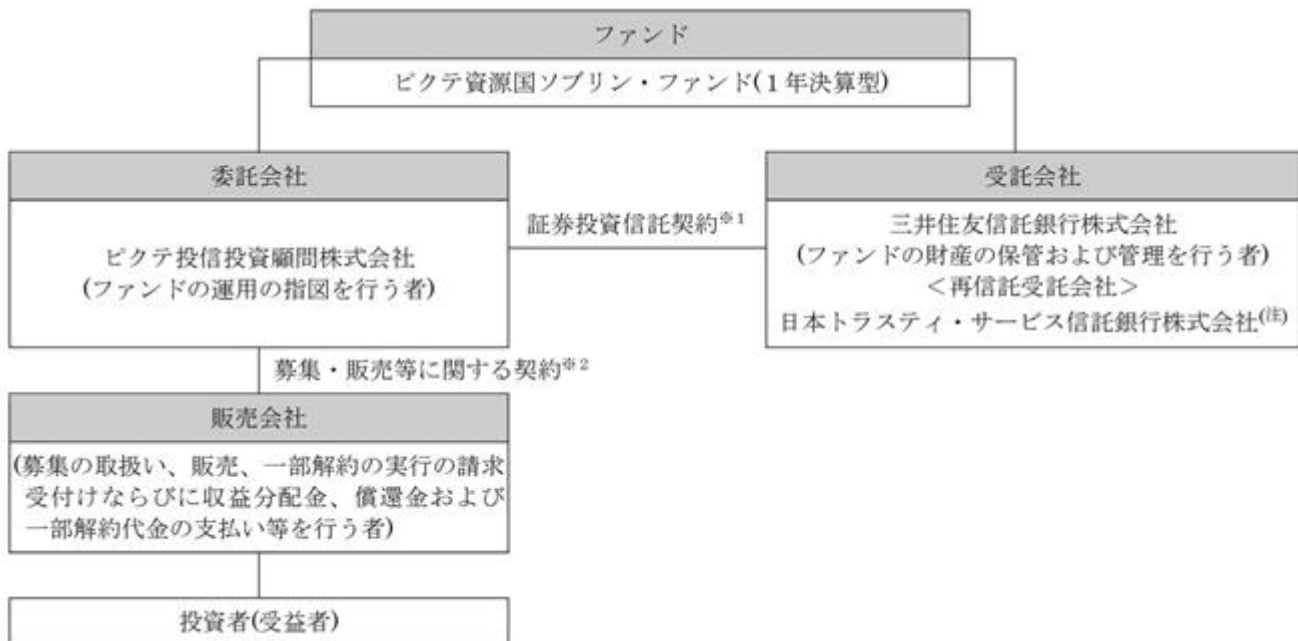 ファンド
ピクテ資源国ソブリン・ファンド(１年決算型)
委託会社
ピクテ投信投資顧問株式会社
(ファンドの運用の指図を行う者)
証券投資信託契約※1
受託会社
三井住友信託銀行株式会社
(ファンドの財産の保管および管理を行う者)
＜再信託受託会社＞
日本トラスティ・サービス信託銀行株式会社(注)
募集・販売等に関する契約※2
販売会社
(募集の取扱い、販売、一部解約の実行の請求
受付けならびに収益分配金、償還金および
一部解約代金の支払い等を行う者)
投資者(受益者)